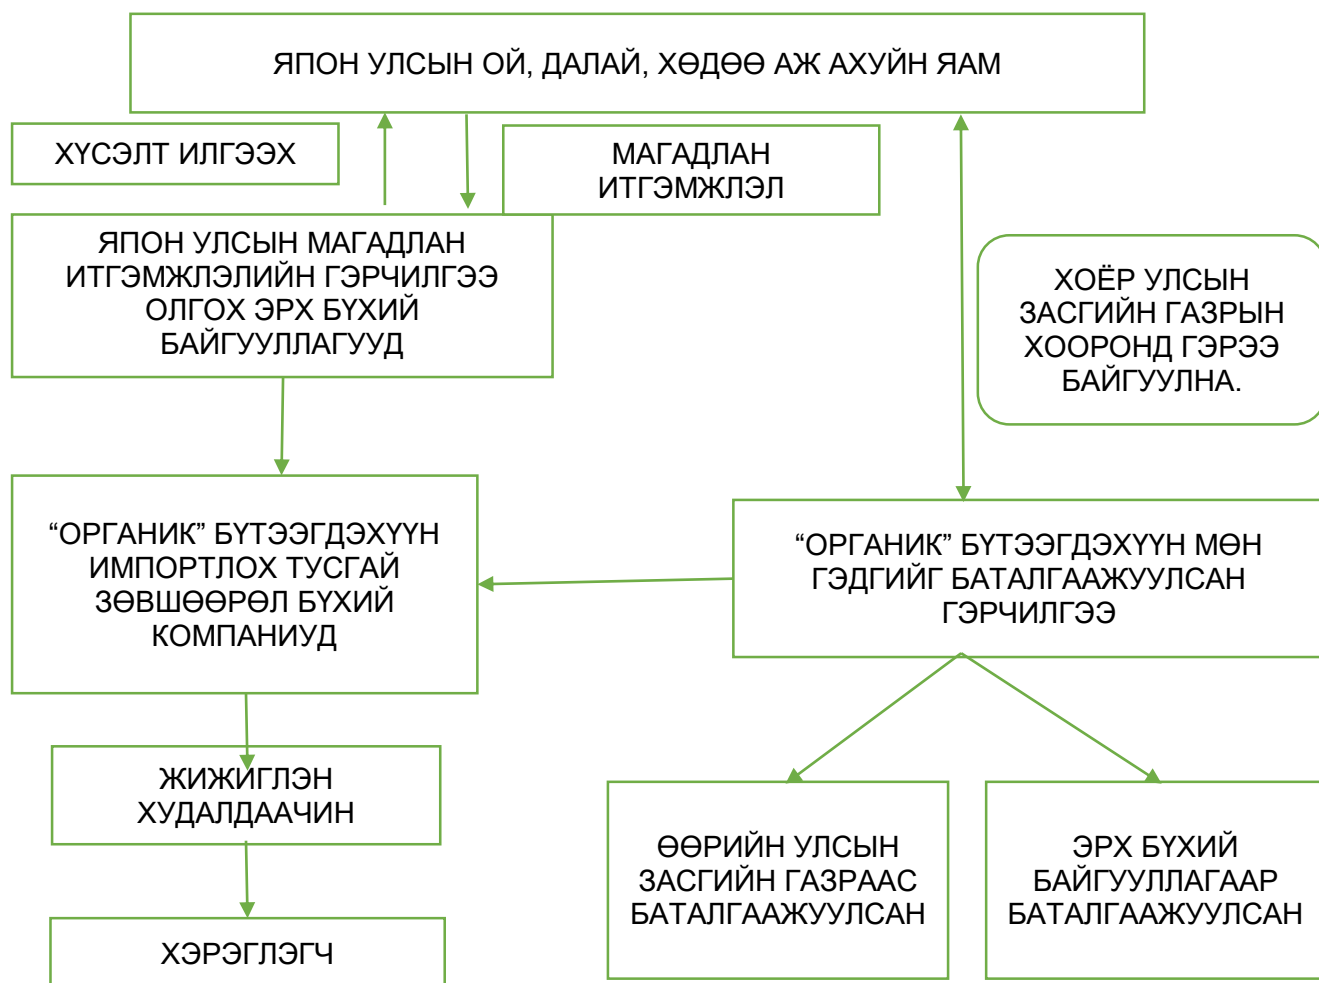 ЯПОН УЛСЫН ОЙ, ДАЛАЙ, ХӨДӨӨ АЖ АХУЙН ЯАМ
ХҮСЭЛТ ИЛГЭЭХ
МАГАДЛАН
ИТГЭМЖЛЭЛ
ЯПОН УЛСЫН МАГАДЛАН
ИТГЭМЖЛЭЛИЙН ГЭРЧИЛГЭЭ
ОЛГОХ ЭРХ БҮХИЙ
БАЙГУУЛЛАГУУД
ХОЁР УЛСЫН
ЗАСГИЙН ГАЗРЫН
ХООРОНД ГЭРЭЭ
БАЙГУУЛНА.
“ОРГАНИК” БҮТЭЭГДЭХҮҮН
ИМПОРТЛОХ ТУСГАЙ
ЗӨВШӨӨРӨЛ БҮХИЙ
КОМПАНИУД
“ОРГАНИК” БҮТЭЭГДЭХҮҮН МӨН
ГЭДГИЙГ БАТАЛГААЖУУЛСАН
ГЭРЧИЛГЭЭ
ЖИЖИГЛЭН
ХУДАЛДААЧИН
ӨӨРИЙН УЛСЫН
ЗАСГИЙН ГАЗРААС
БАТАЛГААЖУУЛСАН
ЭРХ БҮХИЙ
БАЙГУУЛЛАГААР
БАТАЛГААЖУУЛСАН
ХЭРЭГЛЭГЧ